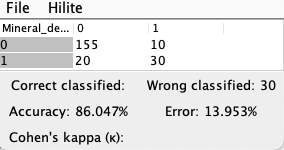 File Hilite
Mineral_de... 0 1
0 155 10
1 20 30
Correct classified: Wrong classified: 30
Accuracy: 86.047% Error: 13.953%
Cohen's kappa (κ):